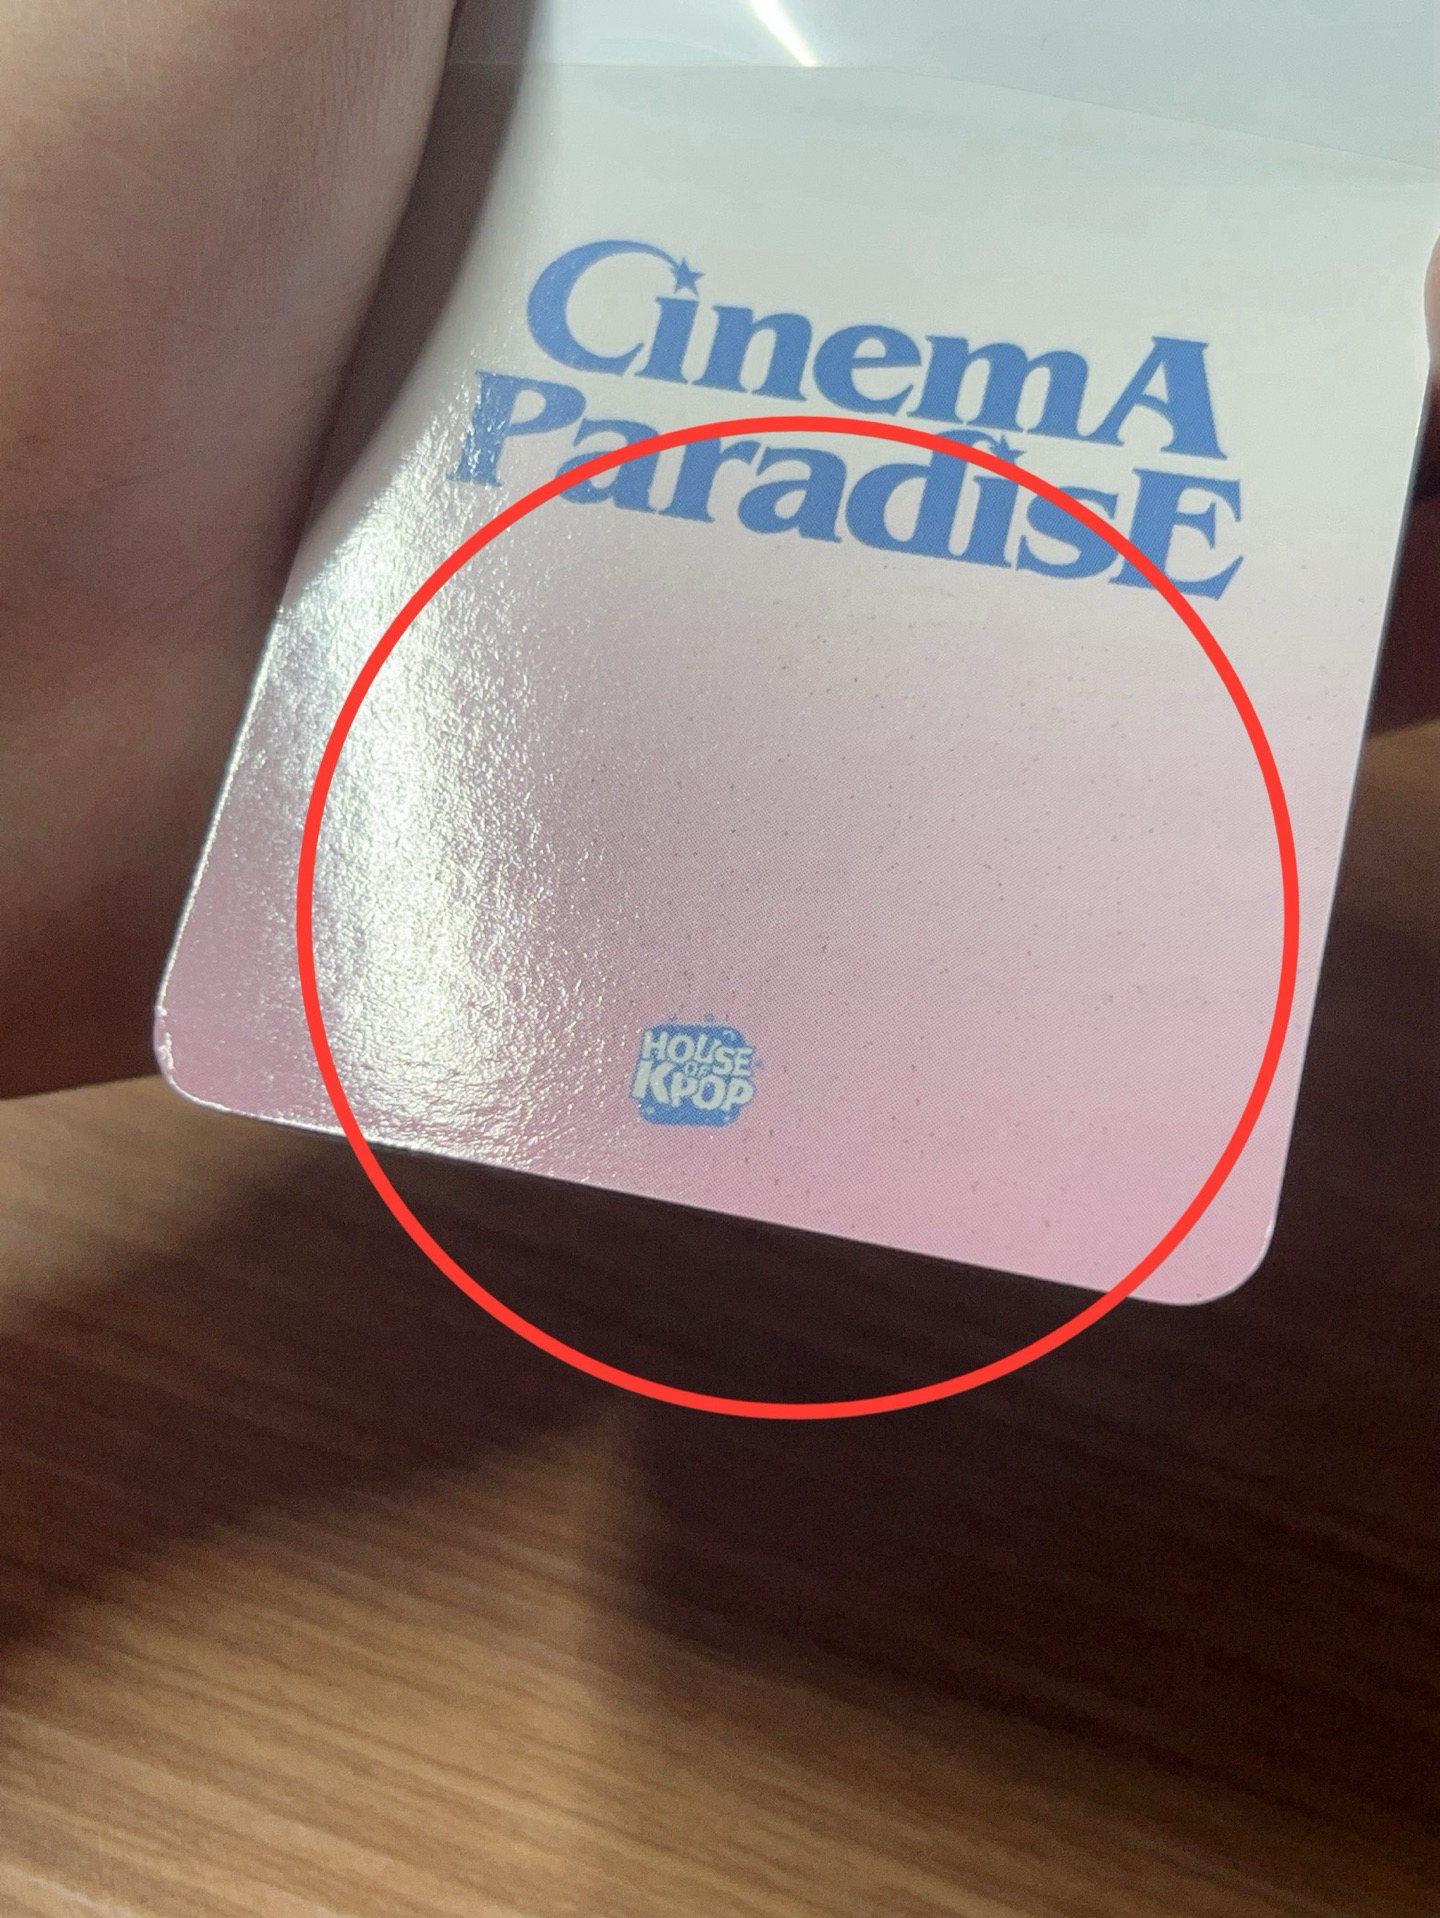 CinemA
ParadisE
HOUSE
OF
KPOP